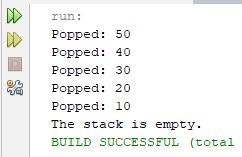 run:
Popped: 50
Popped: 40
Popped: 30
Popped: 20
Popped: 10
The stack is empty.
BUILD SUCCESSFUL (total